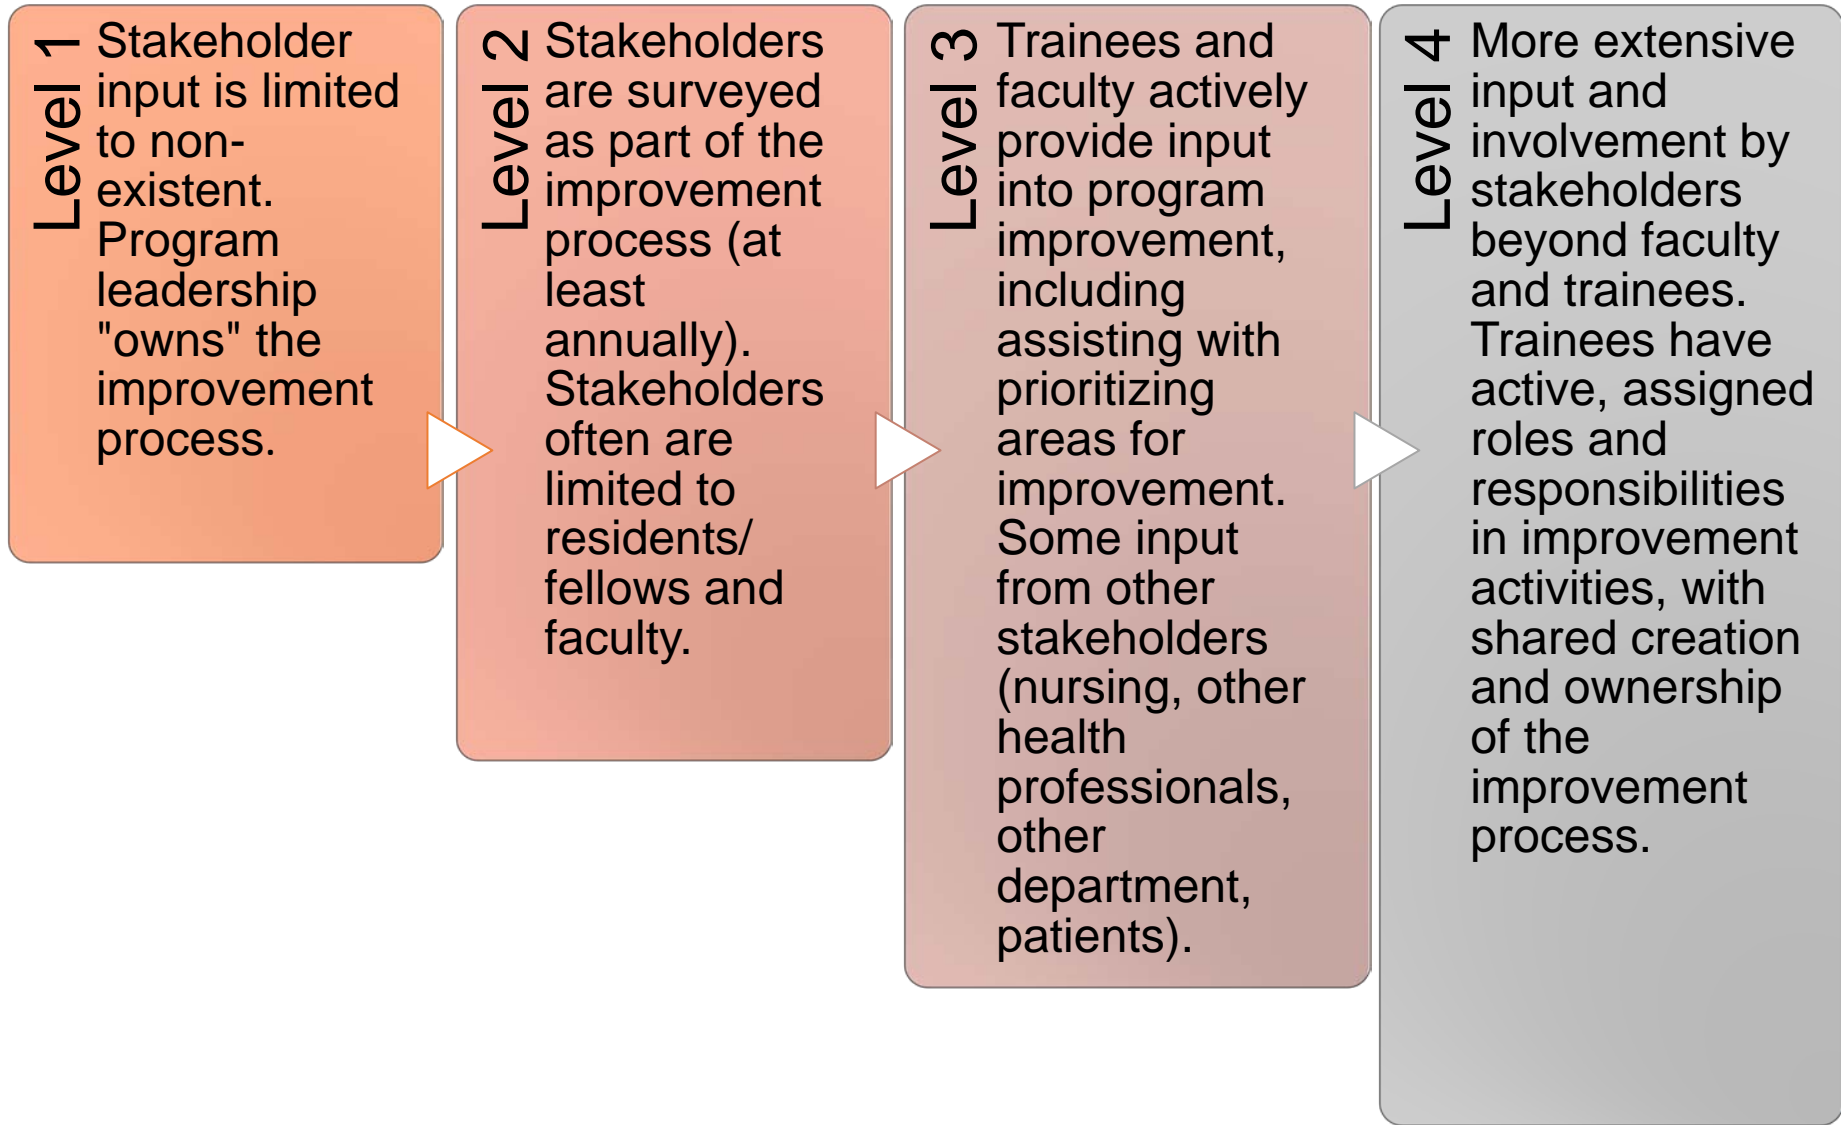 Level 1
Stakeholder
input is limited
to non-
existent.
Program
leadership
"owns" the
improvement
process.
Level 2
Stakeholders
are surveyed
as part of the
improvement
process (at
least
annually).
Stakeholders
often are
limited to
residents/
fellows and
faculty.
Level 3
Trainees and
faculty actively
provide input
into program
improvement,
including
assisting with
prioritizing
areas for
improvement.
Some input
from other
stakeholders
(nursing, other
health
professionals,
other
department,
patients).
Level 4
More extensive
input and
involvement by
stakeholders
beyond faculty
and trainees.
Trainees have
active, assigned
roles and
responsibilities
in improvement
activities, with
shared creation
and ownership
of the
improvement
process.